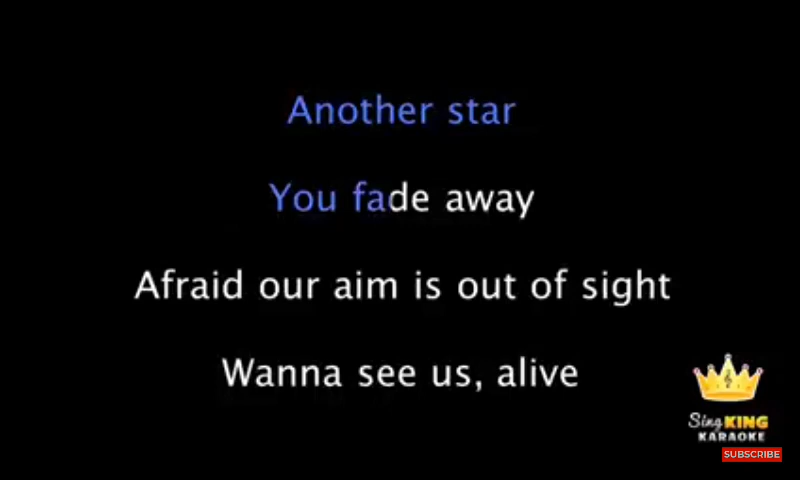 Another star
You fade away
Afraid our aim is out of sight
Wanna see us, alive
Sing KING
KARAOKE
SUBSCRIBE